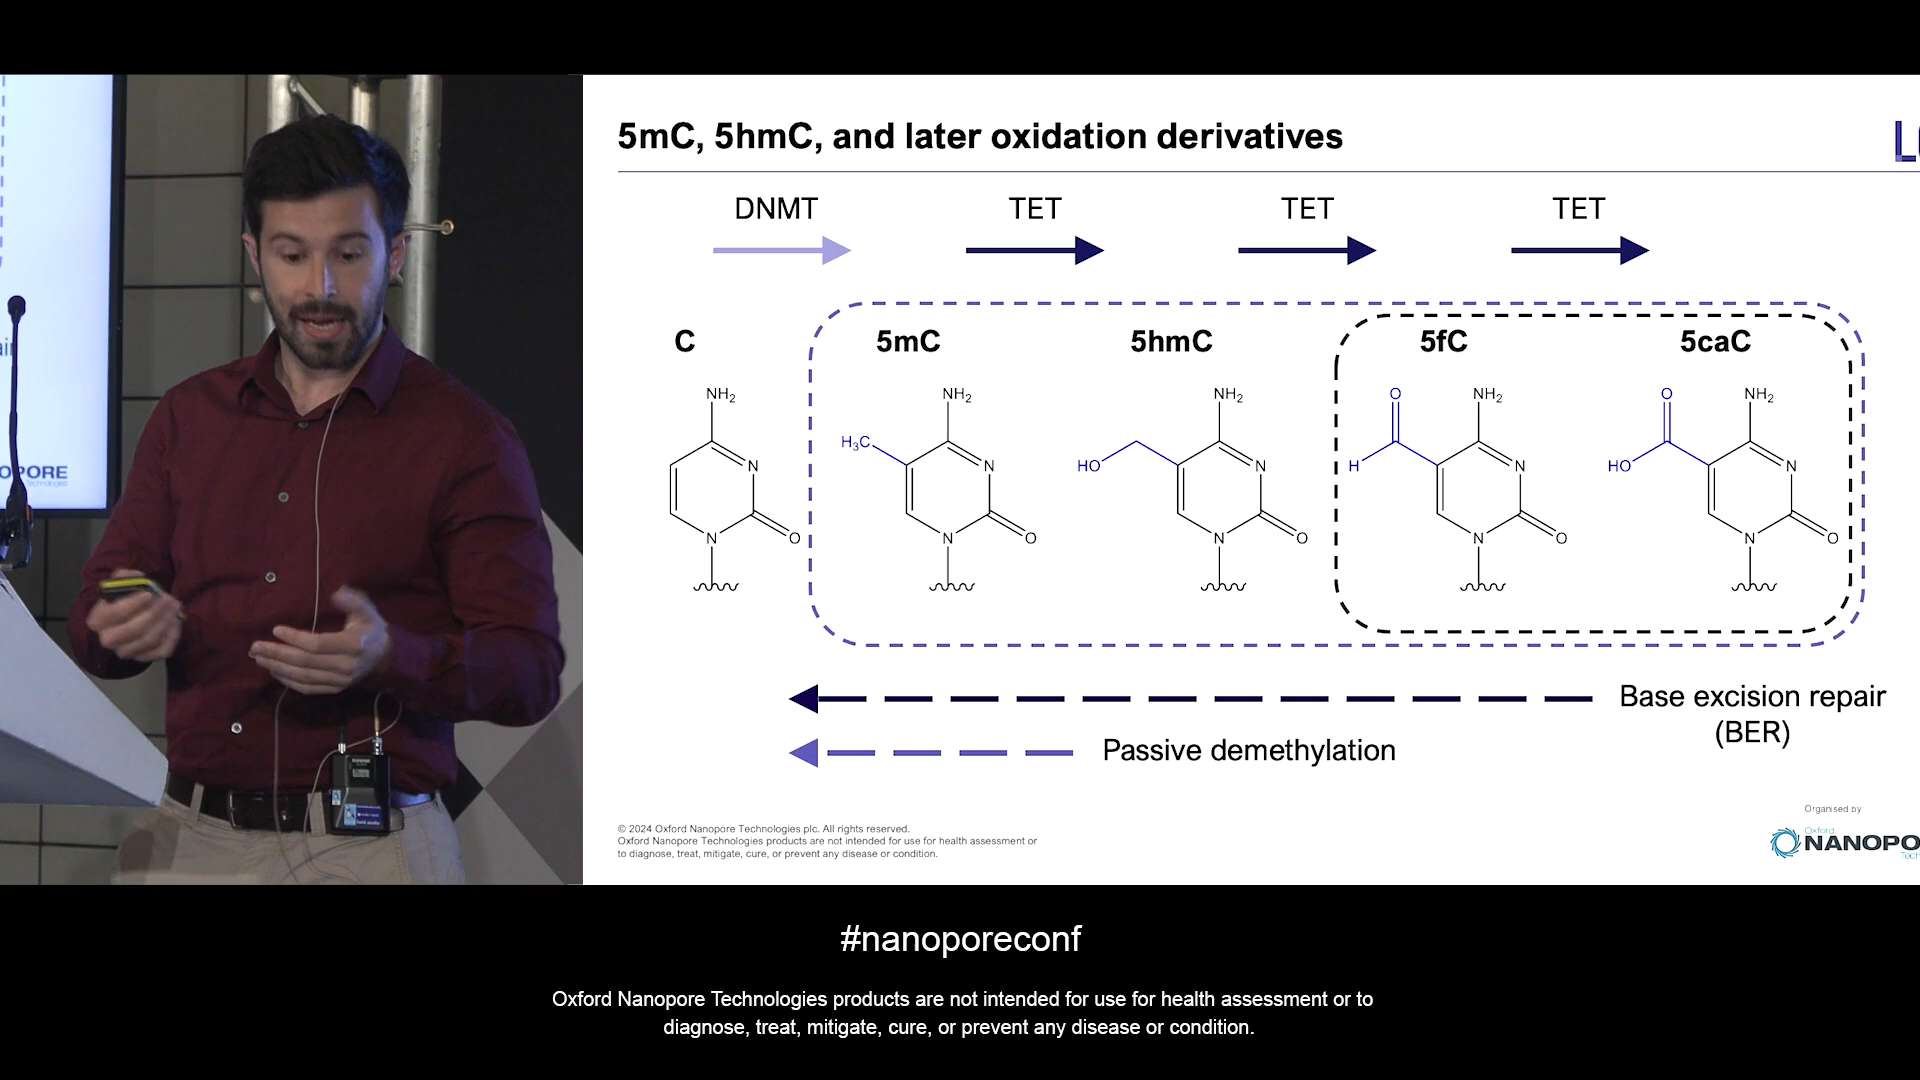 5mC, 5hmC, and later oxidation derivatives
DNMT
TET
TET
TET
C
5mC
5hmC
5fC
5caC
NH2
N
O
N
H3C
NH2
N
O
N
HO
NH2
N
O
N
O
H
NH2
N
O
N
O
HO
NH2
N
O
N
Base excision repair
(BER)
Passive demethylation
© 2024 Oxford Nanopore Technologies plc. All rights reserved.
Oxford Nanopore Technologies products are not intended for use for health assessment or
to diagnose, treat, mitigate, cure, or prevent any disease or condition.
Organised by
Oxford
NANOPO
Tech
OPORE
#nanoporeconf
Oxford Nanopore Technologies products are not intended for use for health assessment or to
diagnose, treat, mitigate, cure, or prevent any disease or condition.